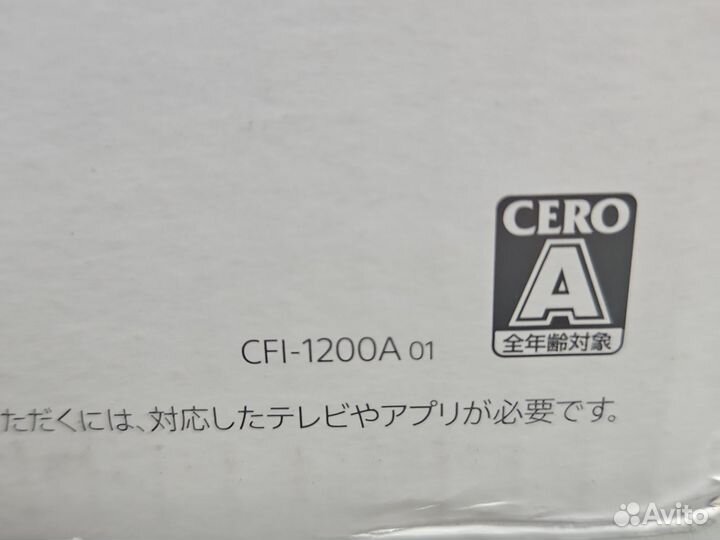 CERO
A
全年齢対象
CFI-1200A 01
ただくには、対応したテレビやアプリが必要です。
Avito